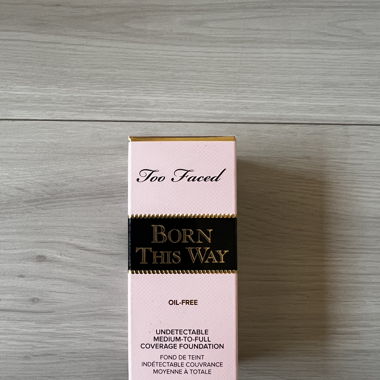 Too Faced
BORN
THIS WAY
OIL-FREE
UNDETECTABLE
MEDIUM-TO-FULL
COVERAGE FOUNDATION
FOND DE TEINT
INDÉTECTABLE COUVRANCE
MOYENNE À TOTALE